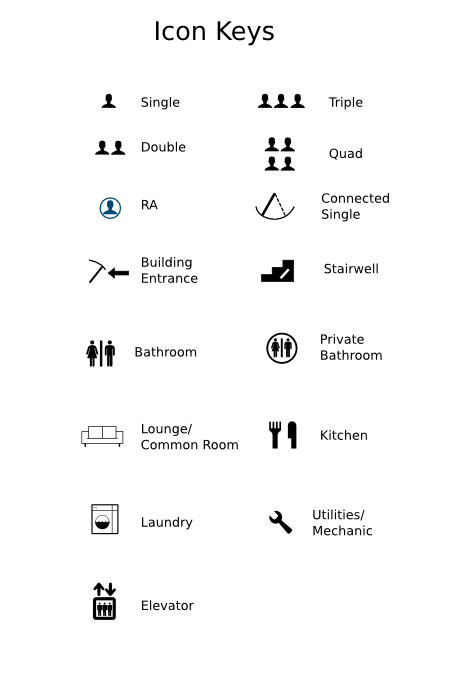 Icon Keys
Single
Triple
Double
Quad
RA
Connected
Single
Building
Entrance
Stairwell
Bathroom
Private
Bathroom
Lounge/
Common Room
Kitchen
Laundry
Utilities/
Mechanic
Elevator